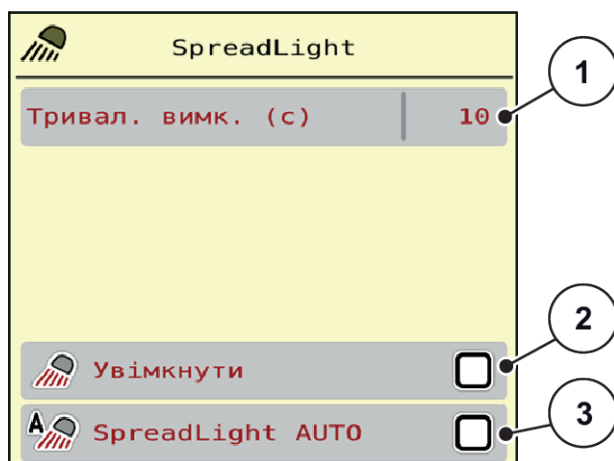 SpreadLight
1
Тривал. вимк. (с) 10
2
Увімкнути
3
A SpreadLight AUTO